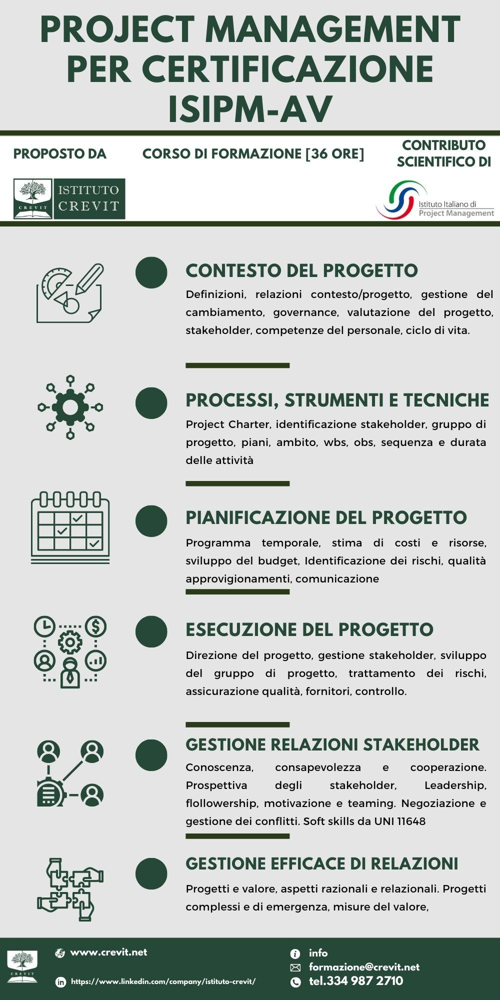 PROJECT MANAGEMENT
PER CERTIFICAZIONE
ISIPM-AV
PROPOSTO DA
CORSO DI FORMAZIONE [36 ORE]
CONTRIBUTO
SCIENTIFICO DI
CREVIT
ISTITUTO
CREVIT
Istituto Italiano di
Project Management
CONTESTO DEL PROGETTO
Definizioni, relazioni contesto/progetto, gestione del
cambiamento, governance, valutazione del progetto,
stakeholder, competenze del personale, ciclo di vita.
PROCESSI, STRUMENTI E TECNICHE
Project Charter, identificazione stakeholder, gruppo di
progetto, piani, ambito, wbs, obs, sequenza e durata
delle attività
PIANIFICAZIONE DEL PROGETTO
Programma temporale, stima di costi e risorse,
sviluppo del budget, Identificazione dei rischi, qualità
approvigionamenti, comunicazione
ESECUZIONE DEL PROGETTO
Direzione del progetto, gestione stakeholder, sviluppo
del gruppo di progetto, trattamento dei rischi,
assicurazione qualità, fornitori, controllo.
GESTIONE RELAZIONI STAKEHOLDER
Conoscenza, consapevolezza e cooperazione.
Prospettiva degli stakeholder, Leadership,
flollowership, motivazione e teaming. Negoziazione e
gestione dei conflitti. Soft skills da UNI 11648
GESTIONE EFFICACE DI RELAZIONI
Progetti e valore, aspetti razionali e relazionali. Progetti
complessi e di emergenza, misure del valore,
CREVIT
www.crevit.net
https://www.linkedin.com/company/istituto-crevit/
info
formazione@crevit.net
tel.334 987 2710